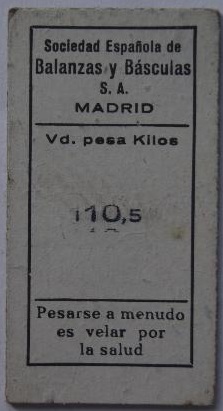 Sociedad Española de
Balanzas y Básculas
S. A.
MADRID
Vd. pesa Kilos
110,5
Pesarse a menudo
es velar por
la salud